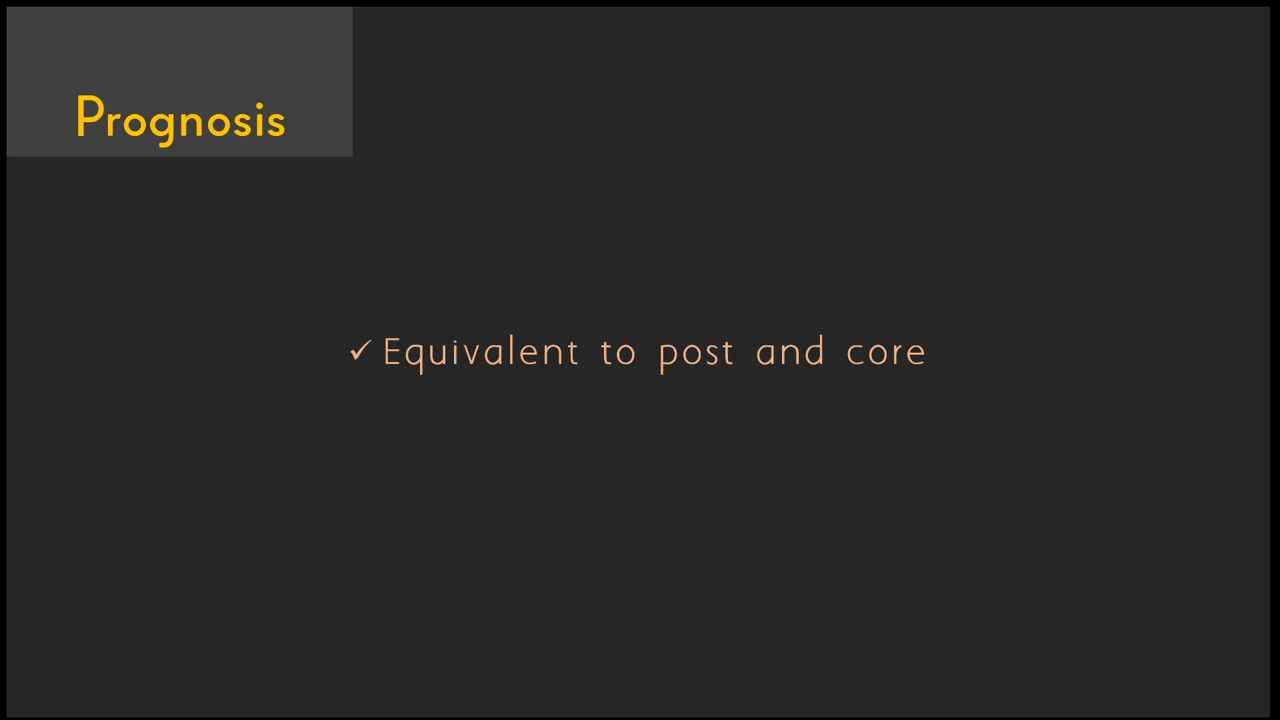 Prognosis
✓ Equivalent to post and core